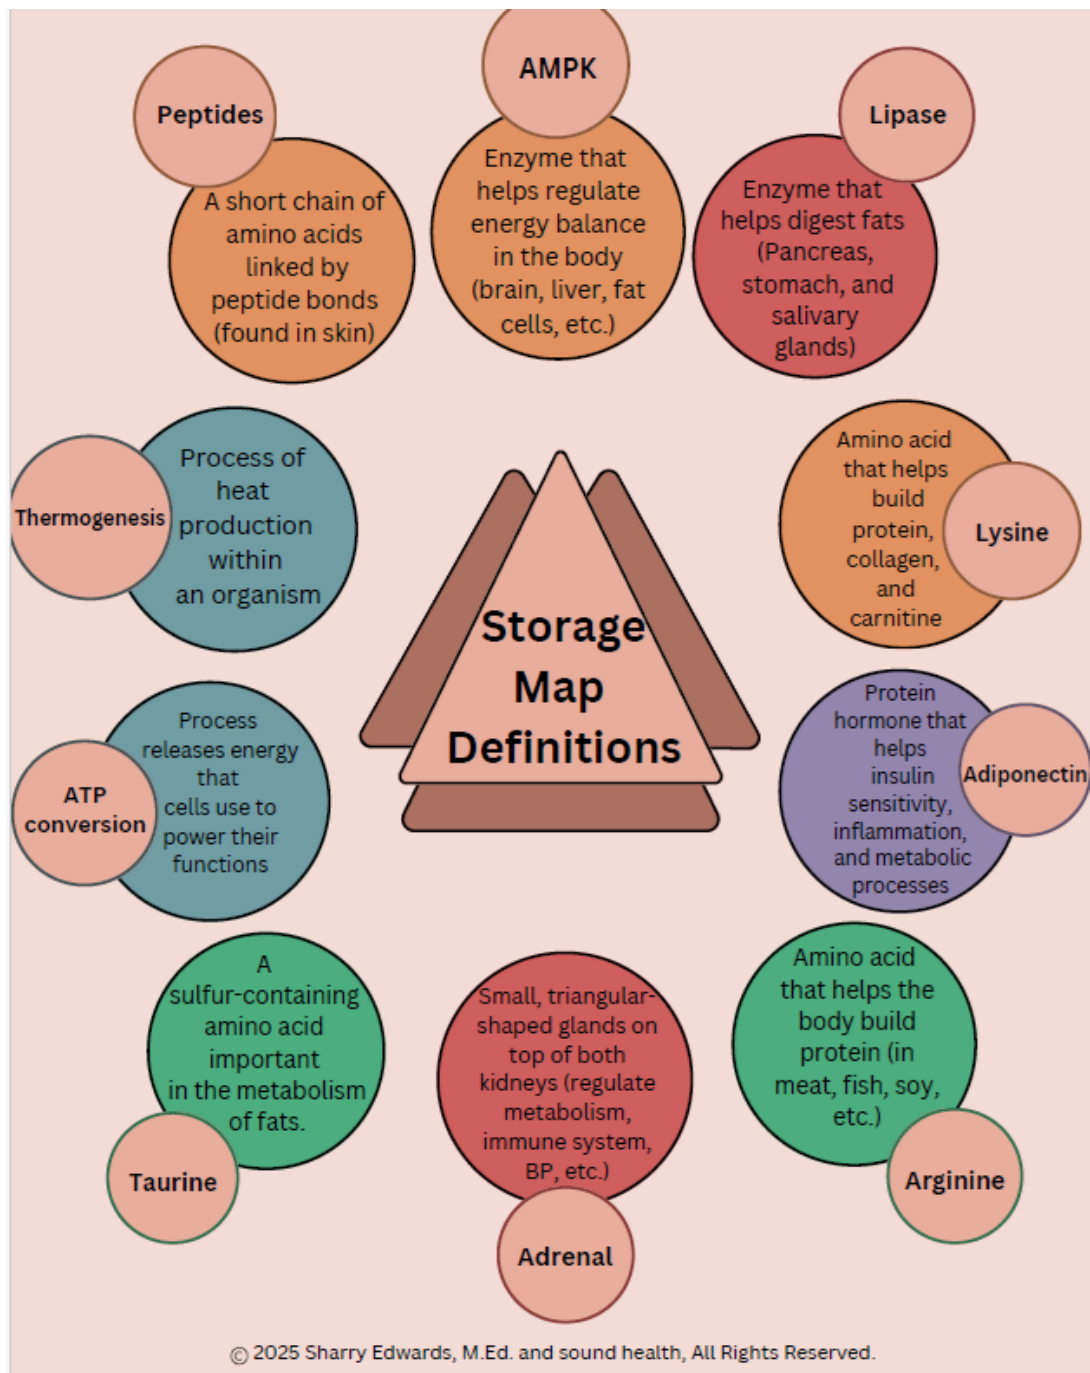 Peptides
A short chain of
amino acids
linked by
peptide bonds
(found in skin)
AMPK
Enzyme that
helps regulate
energy balance
in the body
(brain, liver, fat
cells, etc.)
Lipase
Enzyme that
helps digest fats
(Pancreas,
stomach, and
salivary
glands)
Thermogenesis
Process of
heat
production
within
an organism
Storage
Map
Definitions
Amino acid
that helps
build
protein,
collagen,
and
carnitine
Lysine
ATP
conversion
Process
releases energy
that
cells use to
power their
functions
Protein
hormone that
helps
insulin
sensitivity,
inflammation,
and metabolic
processes
Adiponectin
A
sulfur-containing
amino acid
important
in the metabolism
of fats.
Taurine
Small, triangular-
shaped glands on
top of both
kidneys (regulate
metabolism,
immune system,
BP, etc.)
Adrenal
Amino acid
that helps the
body build
protein (in
meat, fish, soy,
etc.)
Arginine
© 2025 Sharry Edwards, M.Ed. and sound health, All Rights Reserved.